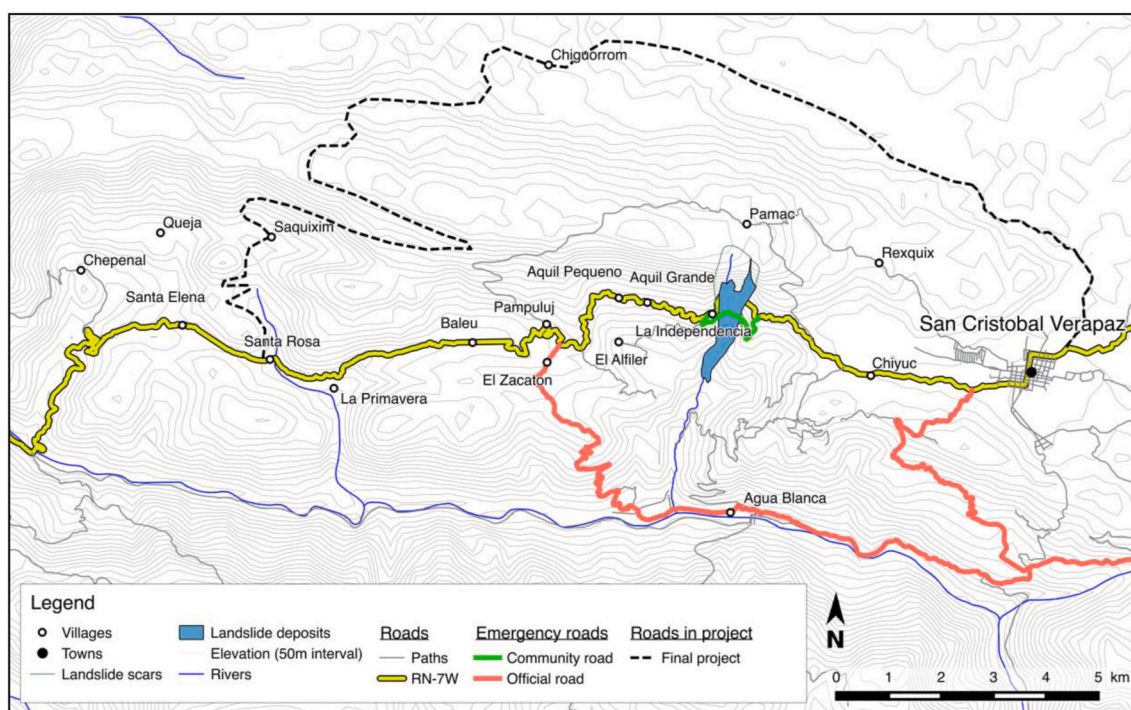 Chiguorrom
Pamac
Queja
Saquixim
Rexquix
Chepenal
Aquil Pequeno
Aquil Grande
Santa Elena
Pampuluj
San Cristobal Verapaz
La Independencia
Baleu
Santa Rosa
El Alfiler
Chiyuc
El Zacaton
La Primavera
Agua Blanca
Legend
Villages
Towns
Landslide scars
Landslide deposits
Elevation (50m interval)
Rivers
Roads
Paths
RN-7W
Emergency roads
Community road
Official road
Roads in project
Final project
N
0 1 2 3 4 5 km